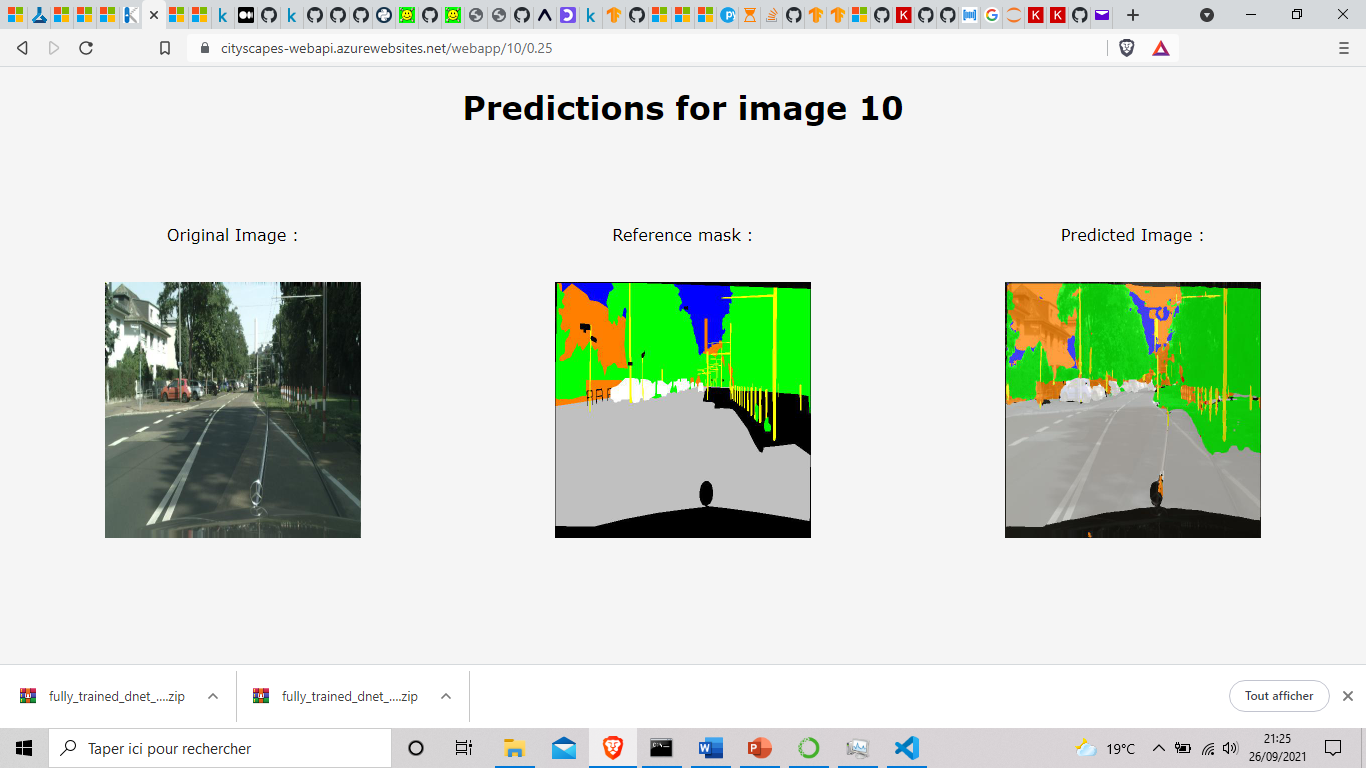 cityscapes-webapi.azurewebsites.net/webapp/10/0.25
Predictions for image 10
Original Image :
Reference mask :
Predicted Image :
fully_trained_dnet_....zip
fully_trained_dnet_....zip
Tout afficher
Taper ici pour rechercher
19°C
21:25
26/09/2021